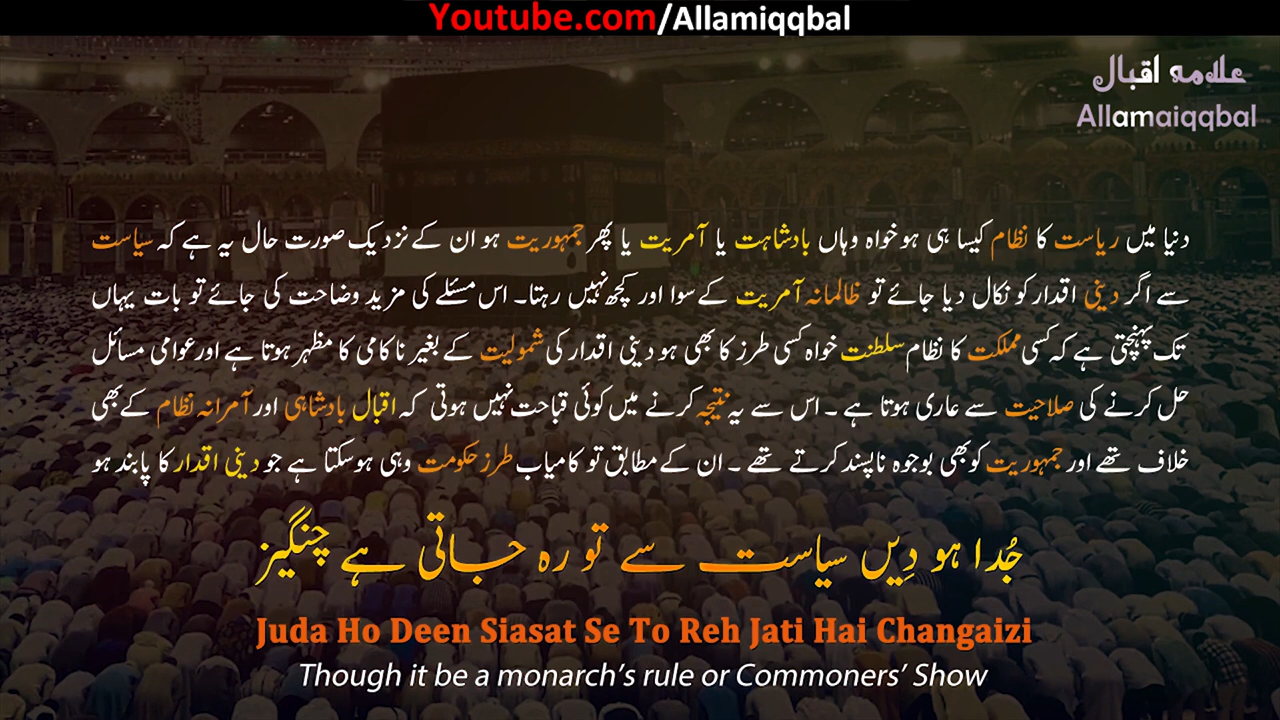 Youtube.com/Allamiqqbal
علامہ اقبال
Allamaiqqbal
دنیا میں ریاست کا نظام کیسا ہی ہو خواہ وہاں بادشاہت یا آمریت یا پھر جمہوریت ہو ان کے نزدیک صورت حال یہ ہے کہ سیاست
سے اگر دینی اقدار کو نکال دیا جائے تو ظالمانہ آمریت کے سوا اور کچھ نہیں رہتا۔ اس مسئلے کی مزید وضاحت کی جائے تو بات یہاں
تک پہنچتی ہے کہ کسی مملکت کا نظام سلطنت خواہ کسی طرز کا بھی ہو دینی اقدار کی شمولیت کے بغیر ناکامی کا مظہر ہوتا ہے اور عوامی مسائل
حل کرنے کی صلاحیت سے عاری ہوتا ہے ۔ اس سے یہ نتیجہ کرنے میں کوئی قباحت نہیں ہوتی کہ اقبال بادشاہی اور آمرانہ نظام کے بھی
خلاف تھے اور جمہوریت کو بھی بوجوہ ناپسند کرتے تھے ۔ ان کے مطابق تو کامیاب طرز حکومت وہی ہو سکتا ہے جو دینی اقدار کا پابند ہو
جُدا ہو دِیں سیاست سے تو رہ جاتی ہے چنگیزی
Juda Ho Deen Siasat Se To Reh Jati Hai Changaizi
Though it be a monarch’s rule or Commoners’ Show